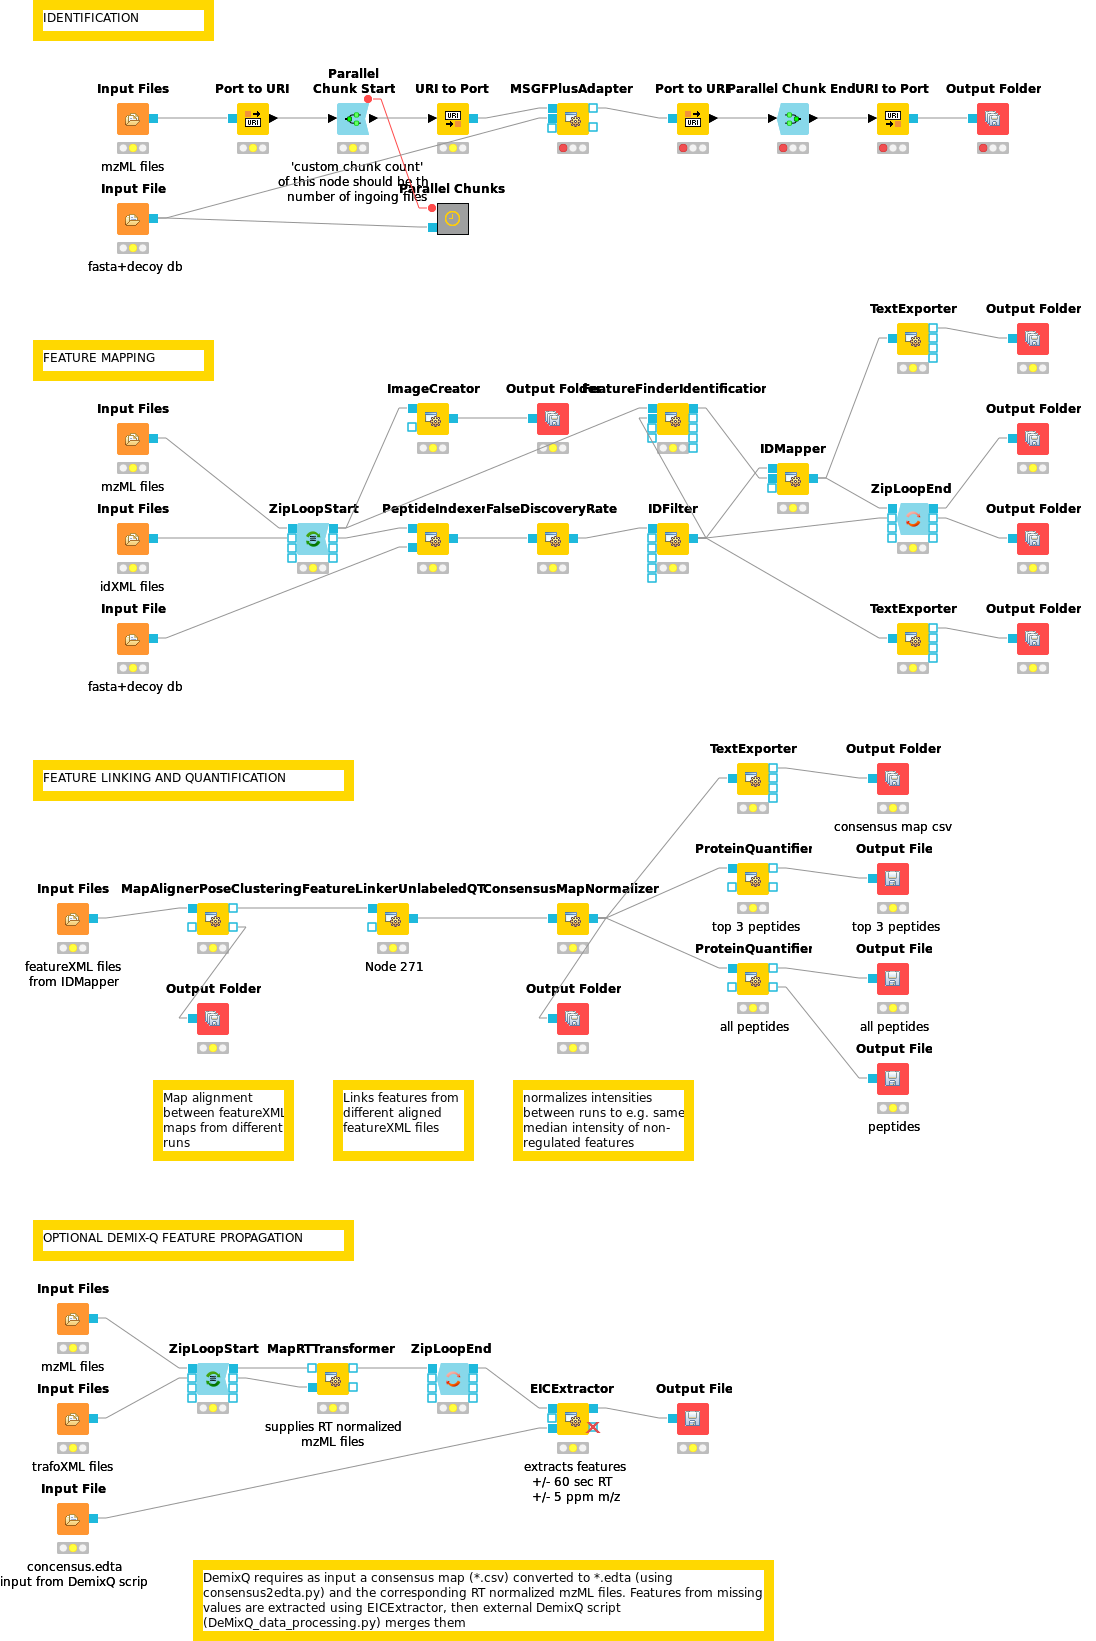 IDENTIFICATION
Input Files
Port to URI
Parallel
Chunk Start
URI to Port
MSGFPlusAdapter
Port to URI
Parallel Chunk End
URI to Port
Output Folder
mzML files
'custom chunk count'
of this node should be th
number of ingoing files
Input File
Parallel Chunks
fasta+decoy db
FEATURE MAPPING
TextExporter
Output Folder
ImageCreator
Output Folder
FeatureFinderIdentification
Input Files
Output Folder
mzML files
IDMapper
ZipLoopEnd
Input Files
ZipLoopStart
PeptideIndexer
FalseDiscoveryRate
IDFilter
Output Folder
idXML files
Input File
TextExporter
Output Folder
fasta+decoy db
FEATURE LINKING AND QUANTIFICATION
TextExporter
Output Folder
consensus map csv
ProteinQuantifier
Output File
Input Files
MapAlignerPoseClustering
FeatureLinkerUnlabeledQT
ConsensusMapNormalizer
top 3 peptides
top 3 peptides
featureXML files
from IDMapper
Node 271
ProteinQuantifier
Output File
Output Folder
Output Folder
all peptides
all peptides
Output File
peptides
Map alignment
between featureXML
maps from different
runs
Links features from
different aligned
featureXML files
normalizes intensities
between runs to e.g. same
median intensity of non-
regulated features
OPTIONAL DEMIX-Q FEATURE PROPAGATION
Input Files
mzML files
ZipLoopStart
MapRTTransformer
ZipLoopEnd
Input Files
EICExtractor
Output File
supplies RT normalized
mzML files
trafoXML files
extracts features
+/- 60 sec RT
+/- 5 ppm m/z
Input File
concensus.edta
input from DemixQ scrip
DemixQ requires as input a consensus map (*.csv) converted to *.edta (using
consensus2edta.py) and the corresponding RT normalized mzML files. Features from missing
values are extracted using EICExtractor, then external DemixQ script
(DeMixQ_data_processing.py) merges them